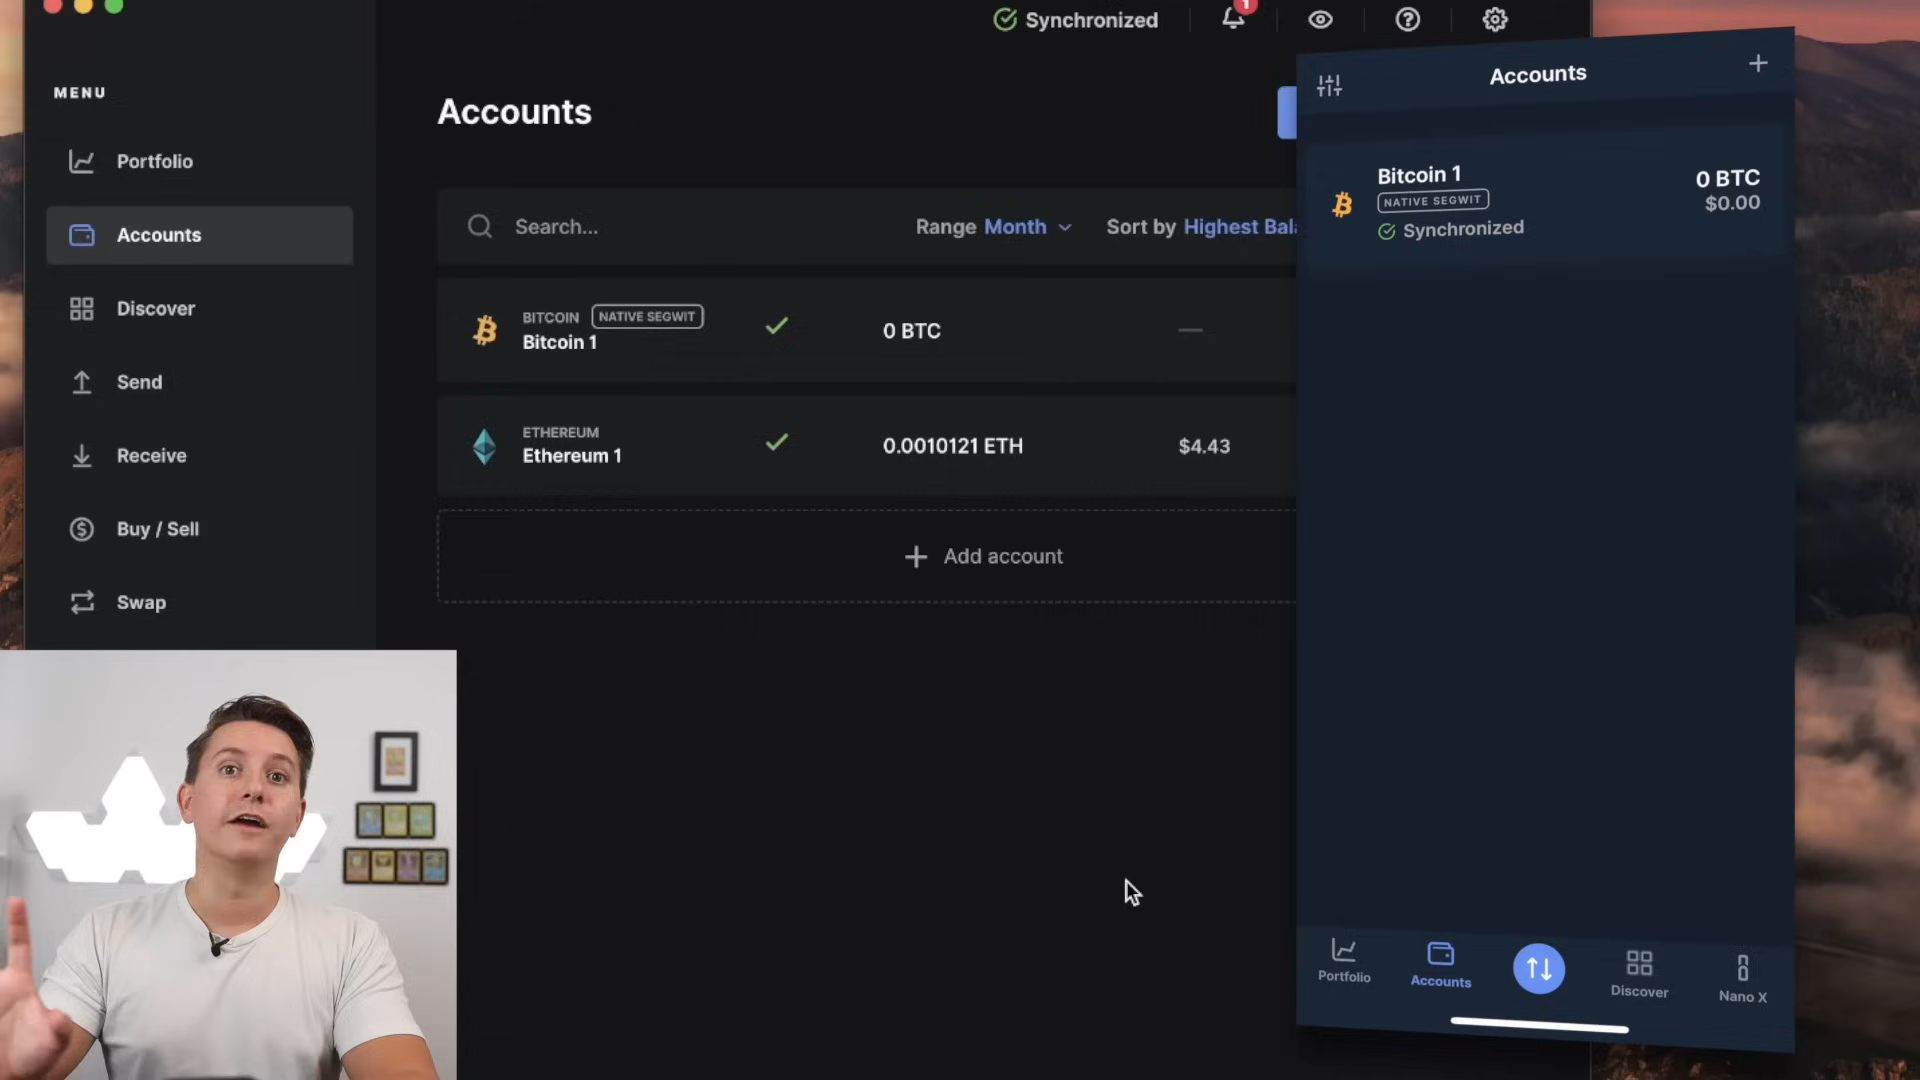 Synchronized
1
MENU
Portfolio
Accounts
Discover
Send
Receive
Buy / Sell
Swap
Accounts
Search...
Range Month
Sort by Highest Bala
BITCOIN NATIVE SEGWIT
Bitcoin 1
0 BTC
—
ETHEREUM
Ethereum 1
0.0010121 ETH
$4.43
+ Add account
Accounts
Bitcoin 1
NATIVE SEGWIT
Synchronized
0 BTC
$0.00
Portfolio
Accounts
Discover
Nano X